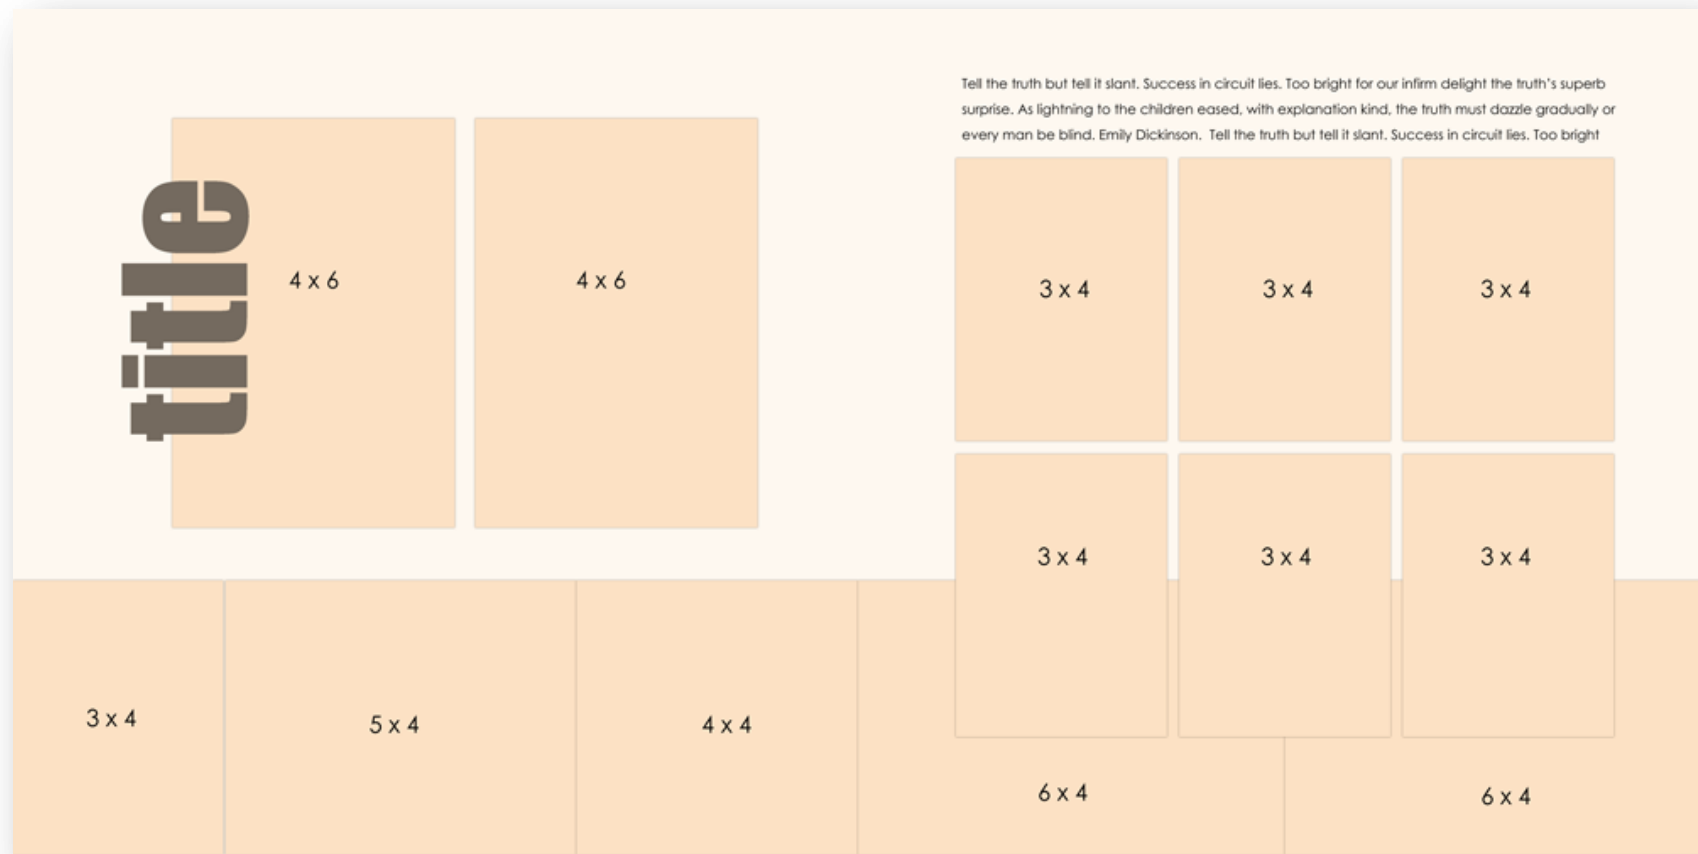 title
4 x 6
4 x 6
Tell the truth but tell it slant. Success in circuit lies. Too bright for our infirm delight the truth's superb
surprise. As lightning to the children eased, with explanation kind, the truth must dazzle gradually or
every man be blind. Emily Dickinson.  Tell the truth but tell it slant. Success in circuit lies. Too bright
3 x 4
3 x 4
3 x 4
3 x 4
3 x 4
3 x 4
3 x 4
5 x 4
4 x 4
6 x 4
6 x 4